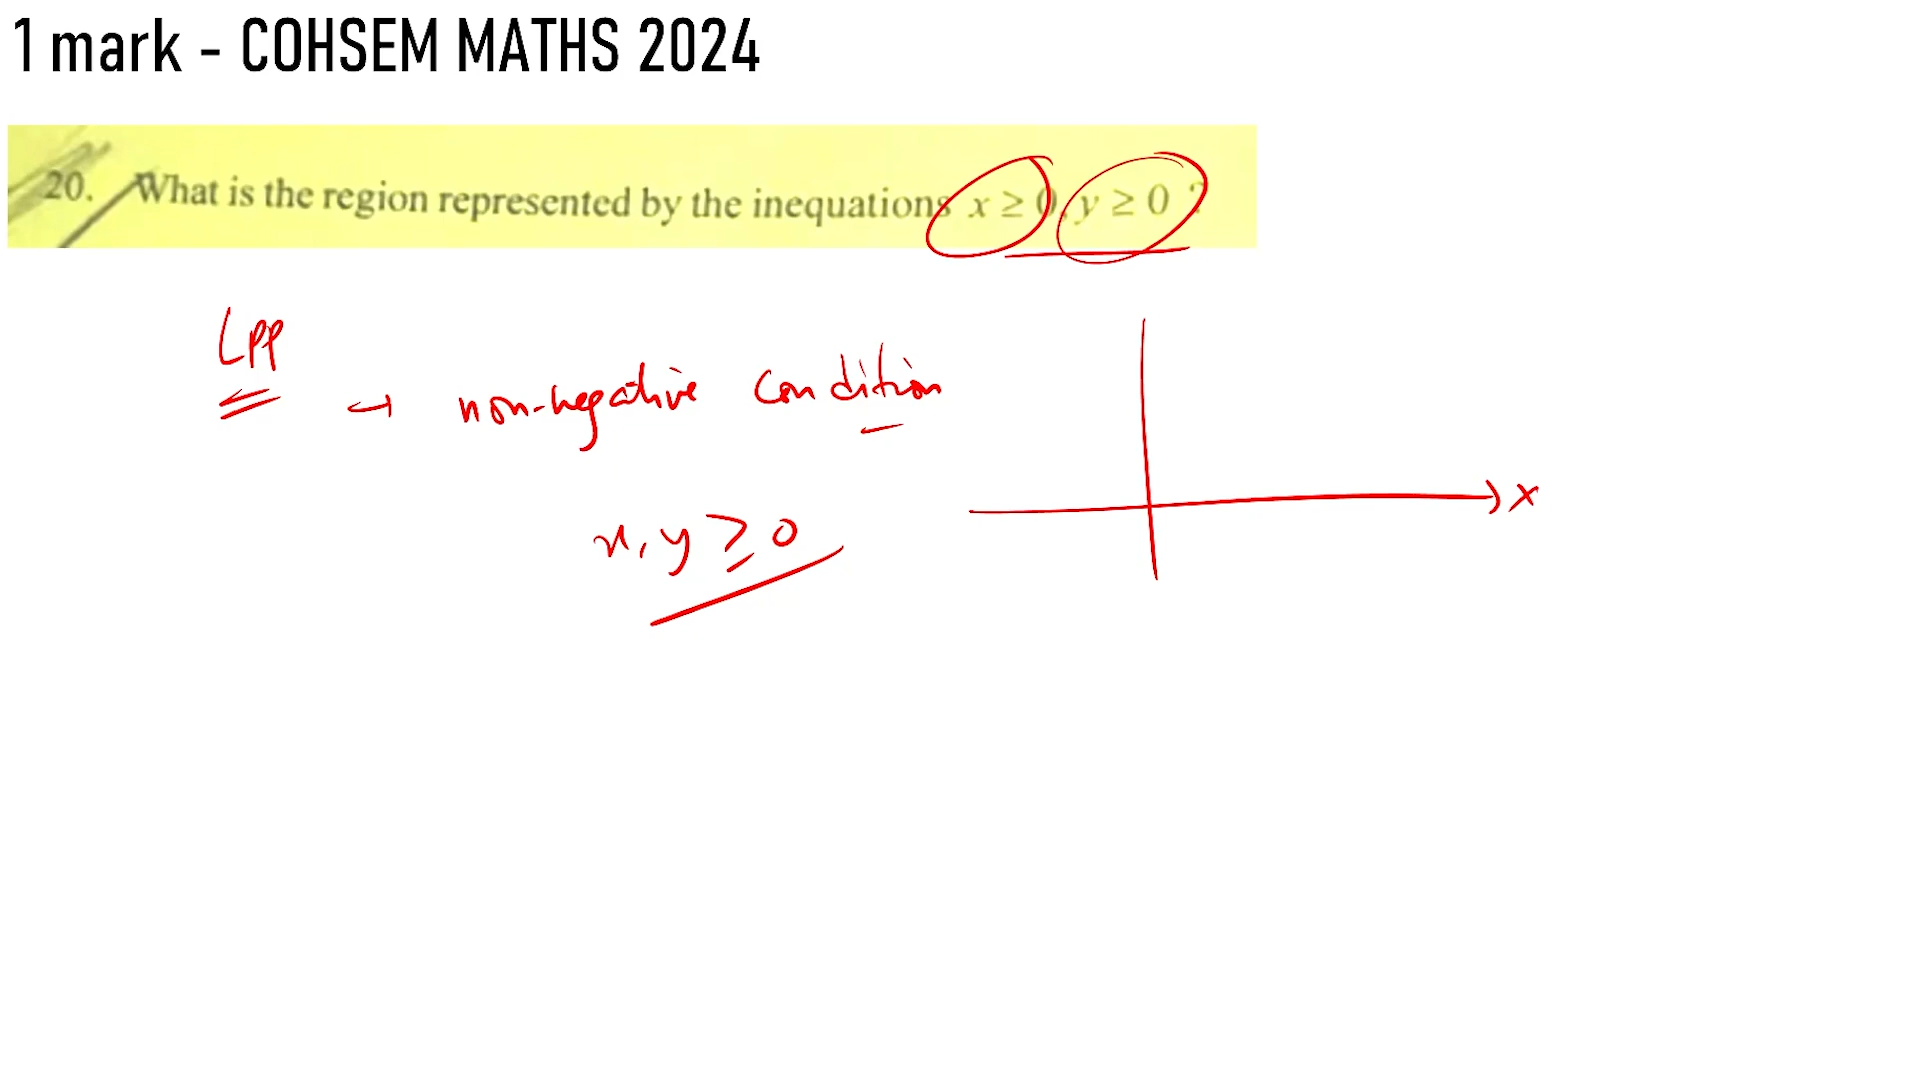 1 mark - COHSEM MATHS 2024
20. What is the region represented by the inequations x ≥ 0, y ≥ 0 ?
LPP
→ non-negative condition
x, y ≥ 0
x